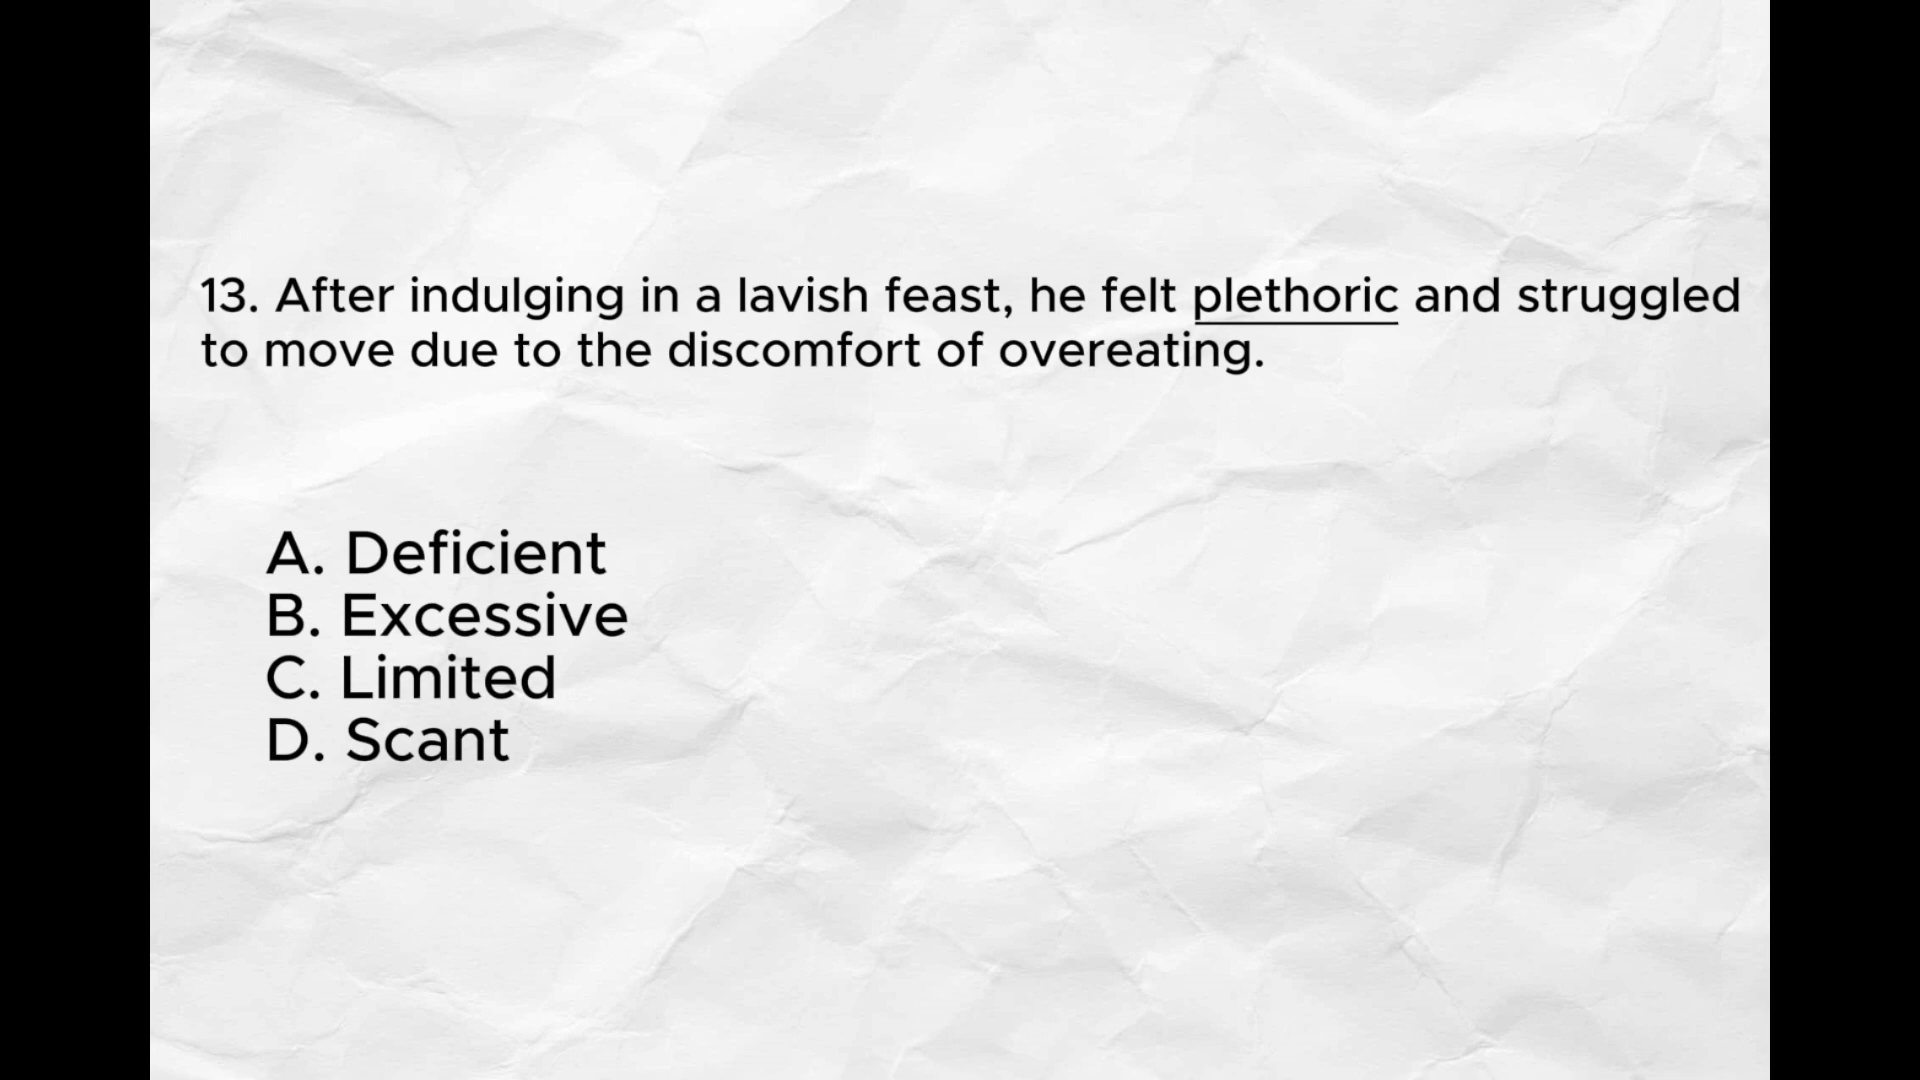 13. After indulging in a lavish feast, he felt plethoric and struggled
to move due to the discomfort of overeating.
A. Deficient
B. Excessive
C. Limited
D. Scant